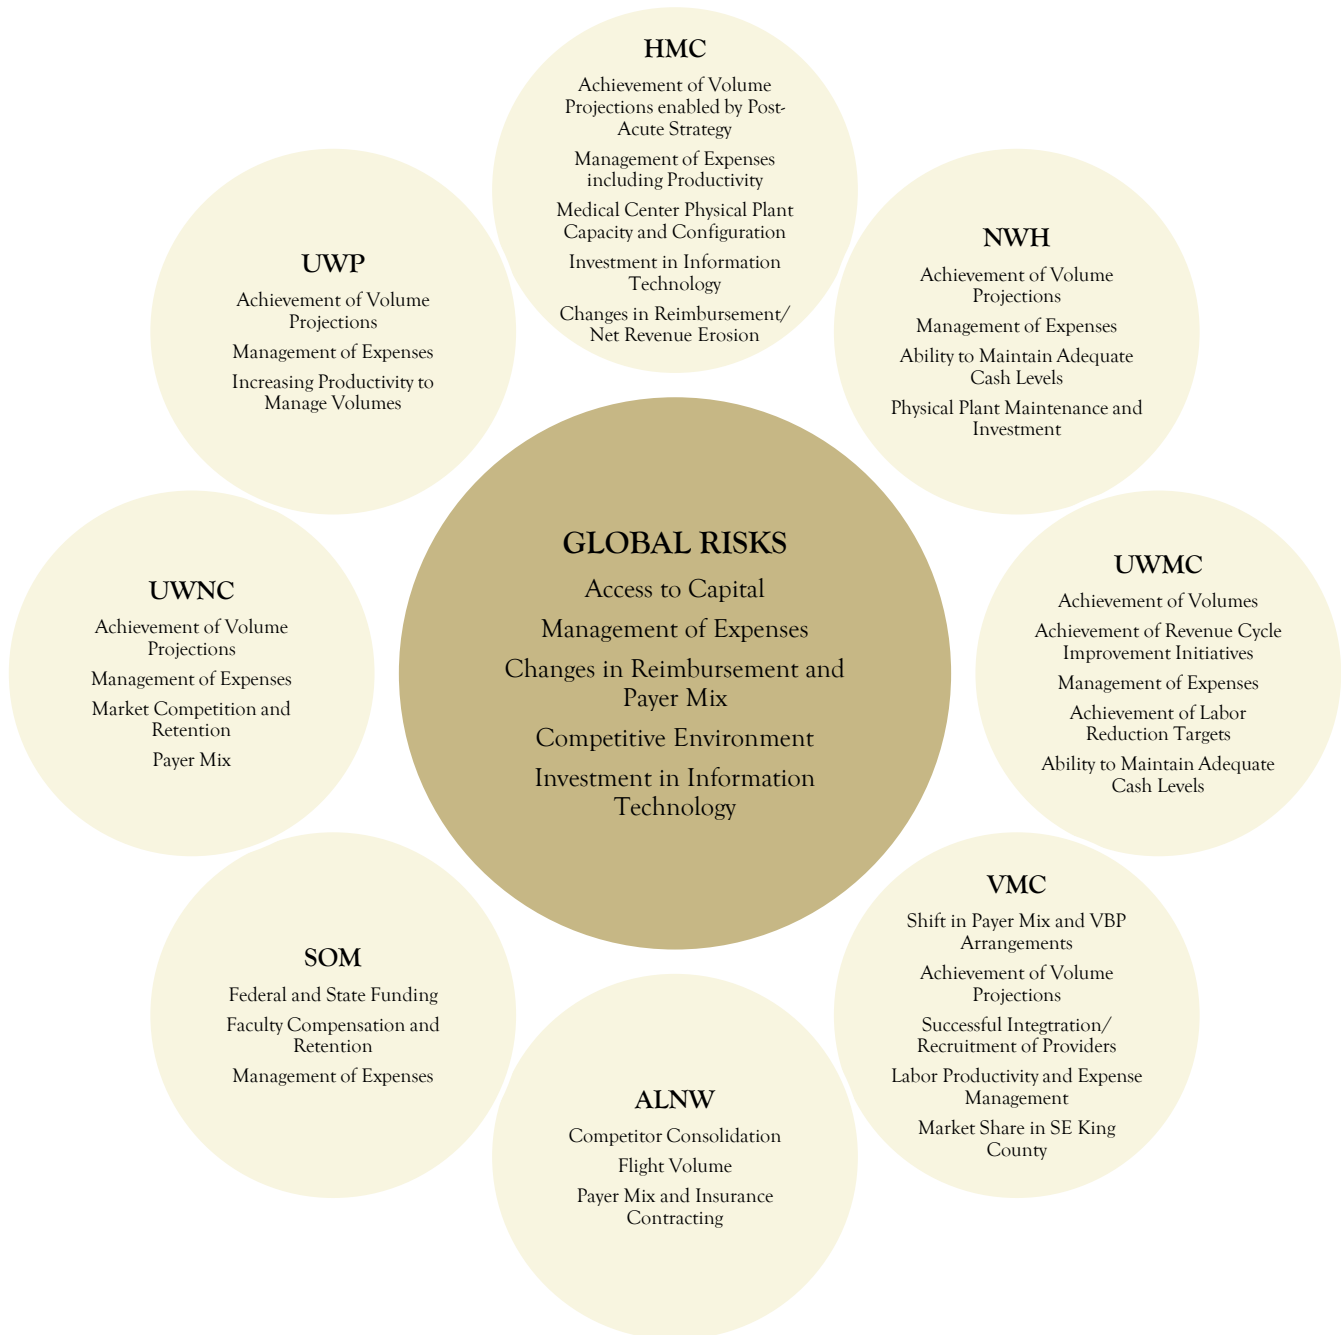 HMC
Achievement of Volume
Projections enabled by Post-
Acute Strategy
Management of Expenses
including Productivity
Medical Center Physical Plant
Capacity and Configuration
Investment in Information
Technology
Changes in Reimbursement/
Net Revenue Erosion
NWH
Achievement of Volume
Projections
Management of Expenses
Ability to Maintain Adequate
Cash Levels
Physical Plant Maintenance and
Investment
UWMC
Achievement of Volumes
Achievement of Revenue Cycle
Improvement Initiatives
Management of Expenses
Achievement of Labor
Reduction Targets
Ability to Maintain Adequate
Cash Levels
VMC
Shift in Payer Mix and VBP
Arrangements
Achievement of Volume
Projections
Successful Integtration/
Recruitment of Providers
Labor Productivity and Expense
Management
Market Share in SE King
County
ALNW
Competitor Consolidation
Flight Volume
Payer Mix and Insurance
Contracting
SOM
Federal and State Funding
Faculty Compensation and
Retention
Management of Expenses
UWNC
Achievement of Volume
Projections
Management of Expenses
Market Competition and
Retention
Payer Mix
UWP
Achievement of Volume
Projections
Management of Expenses
Increasing Productivity to
Manage Volumes
GLOBAL RISKS
Access to Capital
Management of Expenses
Changes in Reimbursement and
Payer Mix
Competitive Environment
Investment in Information
Technology